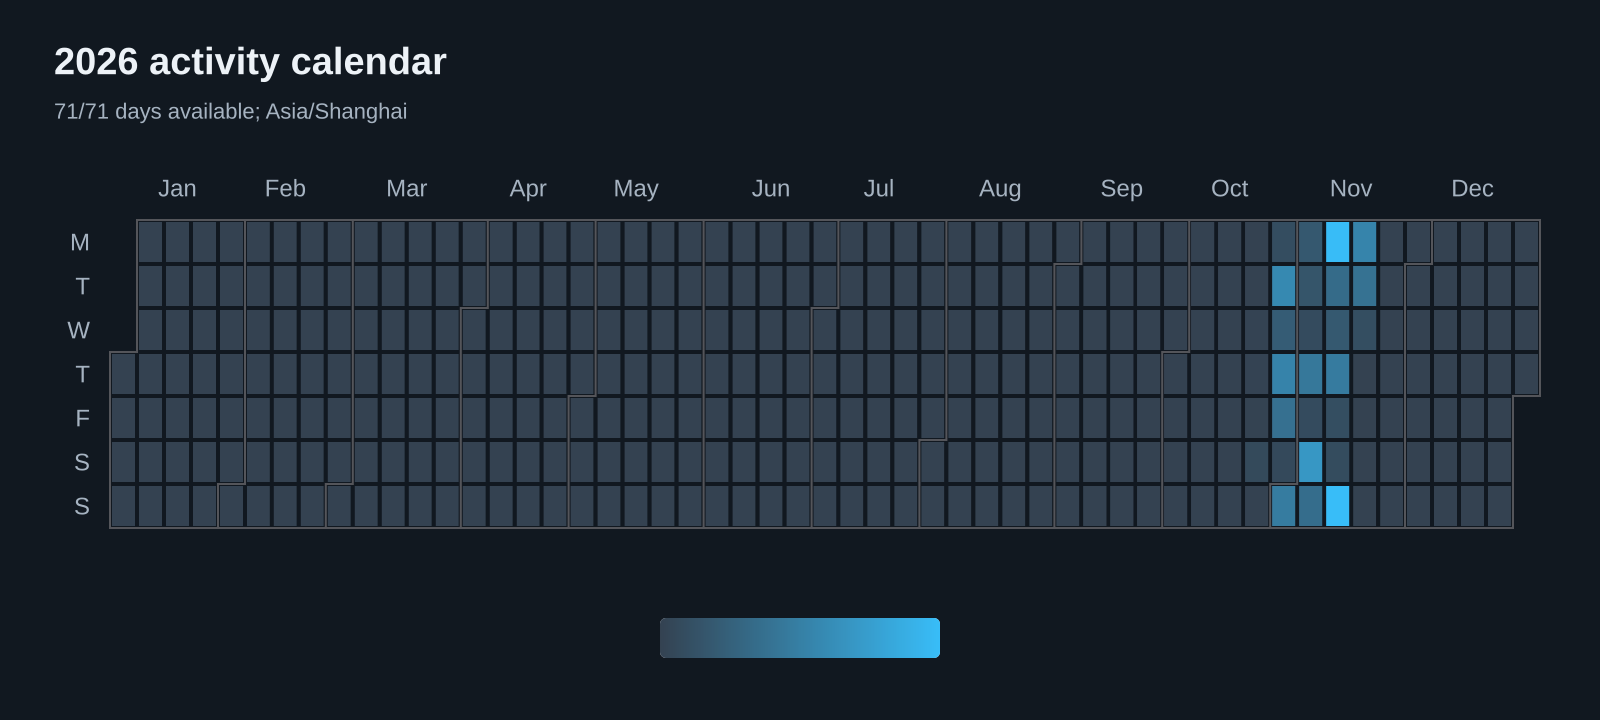 2026 activity calendar
71/71 days available; Asia/Shanghai
Jan Feb Mar Apr May Jun Jul Aug Sep Oct Nov Dec
M
T
W
T
F
S
S